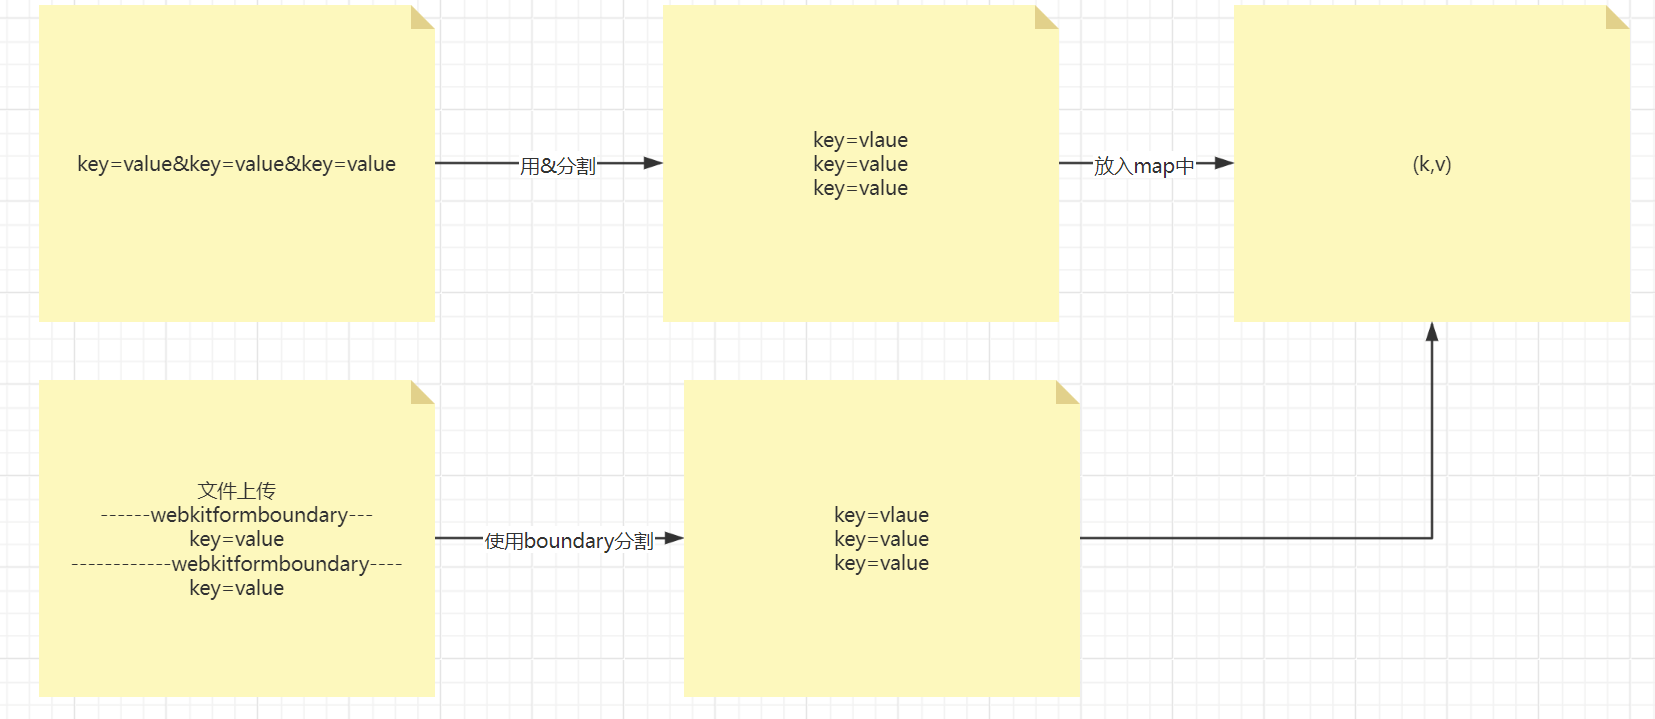 key=value&key=value&key=value
用&分割
key=vlaue
key=value
key=value
放入map中
(k,v)
文件上传
------webkitformboundary---
key=value
------------webkitformboundary----
key=value
使用boundary分割
key=vlaue
key=value
key=value